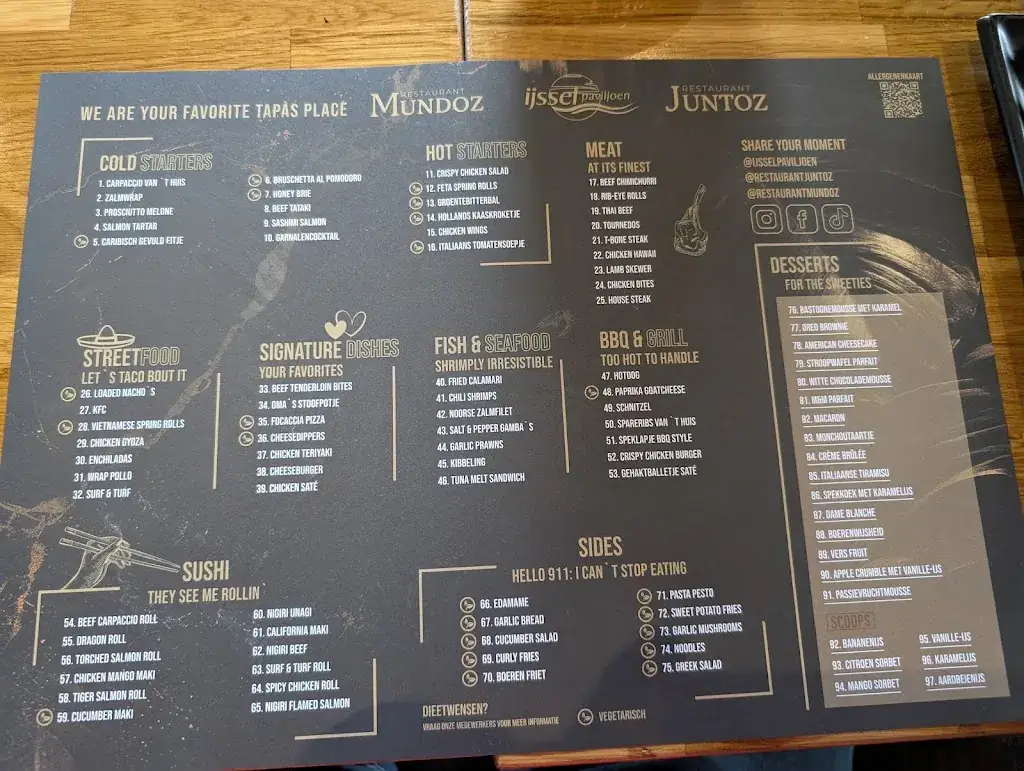 WE ARE YOUR FAVORITE TAPAS PLACE
RESTAURANT
MUNDOZ
ijssel paviljoen
RESTAURANT
JUNTOZ
ALLERGENENKAART
COLD STARTERS
1. CARPACCIO VAN `T HUIS
2. ZALMWRAP
3. PROSCIUTTO MELONE
4. SALMON TARTAR
5. CARIBISCH GEVULD EITJE
6. BRUSCHETTA AL POMODORO
7. HONEY BRIE
8. BEEF TATAKI
9. SASHIMI SALMON
10. GARNALENCOCKTAIL
HOT STARTERS
11. CRISPY CHICKEN SALAD
12. FETA SPRING ROLLS
13. GROENTEBITTERBAL
14. HOLLANDS KAASKROKETJE
15. CHICKEN WINGS
16. ITALIAANS TOMATENSOEPJE
MEAT
AT ITS FINEST
17. BEEF CHIMICHURRI
18. RIB-EYE ROLLS
19. THAI BEEF
20. TOURNEDOS
21. T-BONE STEAK
22. CHICKEN HAWAII
23. LAMB SKEWER
24. CHICKEN BITES
25. HOUSE STEAK
SHARE YOUR MOMENT
@IJSSELPAVILJOEN
@RESTAURANTJUNTOZ
@RESTAURANTMUNDOZ
STREETFOOD
LET`S TACO BOUT IT
26. LOADED NACHO`S
27. KFC
28. VIETNAMESE SPRING ROLLS
29. CHICKEN GYOZA
30. ENCHILADAS
31. WRAP POLLO
32. SURF & TURF
SIGNATURE DISHES
YOUR FAVORITES
33. BEEF TENDERLOIN BITES
34. OMA`S STOOFPOTJE
35. FOCACCIA PIZZA
36. CHEESEDIPPERS
37. CHICKEN TERIYAKI
38. CHEESEBURGER
39. CHICKEN SATÉ
FISH & SEAFOOD
SHRIMPLY IRRESISTIBLE
40. FRIED CALAMARI
41. CHILI SHRIMPS
42. NOORSE ZALMFILET
43. SALT & PEPPER GAMBA`S
44. GARLIC PRAWNS
45. KIBBELING
46. TUNA MELT SANDWICH
BBQ & GRILL
TOO HOT TO HANDLE
47. HOTDOG
48. PAPRIKA GOATCHEESE
49. SCHNITZEL
50. SPARERIBS VAN `T HUIS
51. SPEKLAPJE BBQ STYLE
52. CRISPY CHICKEN BURGER
53. GEHAKTBALLETJE SATÉ
DESSERTS
FOR THE SWEETIES
76. BASTOGNEMOUSSE MET KARAMEL
77. OREO BROWNIE
78. AMERICAN CHEESECAKE
79. STROOPWAFEL PARFAIT
80. WITTE CHOCOLADEMOUSSE
81. M&M PARFAIT
82. MACARON
83. MONCHOUTAARTJE
84. CRÈME BRÛLÉE
85. ITALIAANSE TIRAMISU
86. SPEKKOEK MET KARAMELIJS
87. DAME BLANCHE
88. BOERENWIJSHEID
89. VERS FRUIT
90. APPLE CRUMBLE MET VANILLE-IJS
91. PASSIEVRUCHTMOUSSE
SCOOPS
92. BANANENIJS
93. CITROEN SORBET
94. MANGO SORBET
95. VANILLE-IJS
96. KARAMELIJS
97. AARDBEIENIJS
SUSHI
THEY SEE ME ROLLIN`
54. BEEF CARPACCIO ROLL
55. DRAGON ROLL
56. TORCHED SALMON ROLL
57. CHICKEN MANGO MAKI
58. TIGER SALMON ROLL
59. CUCUMBER MAKI
60. NIGIRI UNAGI
61. CALIFORNIA MAKI
62. NIGIRI BEEF
63. SURF & TURF ROLL
64. SPICY CHICKEN ROLL
65. NIGIRI FLAMED SALMON
SIDES
HELLO 911: I CAN`T STOP EATING
66. EDAMAME
67. GARLIC BREAD
68. CUCUMBER SALAD
69. CURLY FRIES
70. BOEREN FRIET
71. PASTA PESTO
72. SWEET POTATO FRIES
73. GARLIC MUSHROOMS
74. NOODLES
75. GREEK SALAD
DIEETWENSEN?
VRAAG ONZE MEDEWERKERS VOOR MEER INFORMATIE
VEGETARISCH